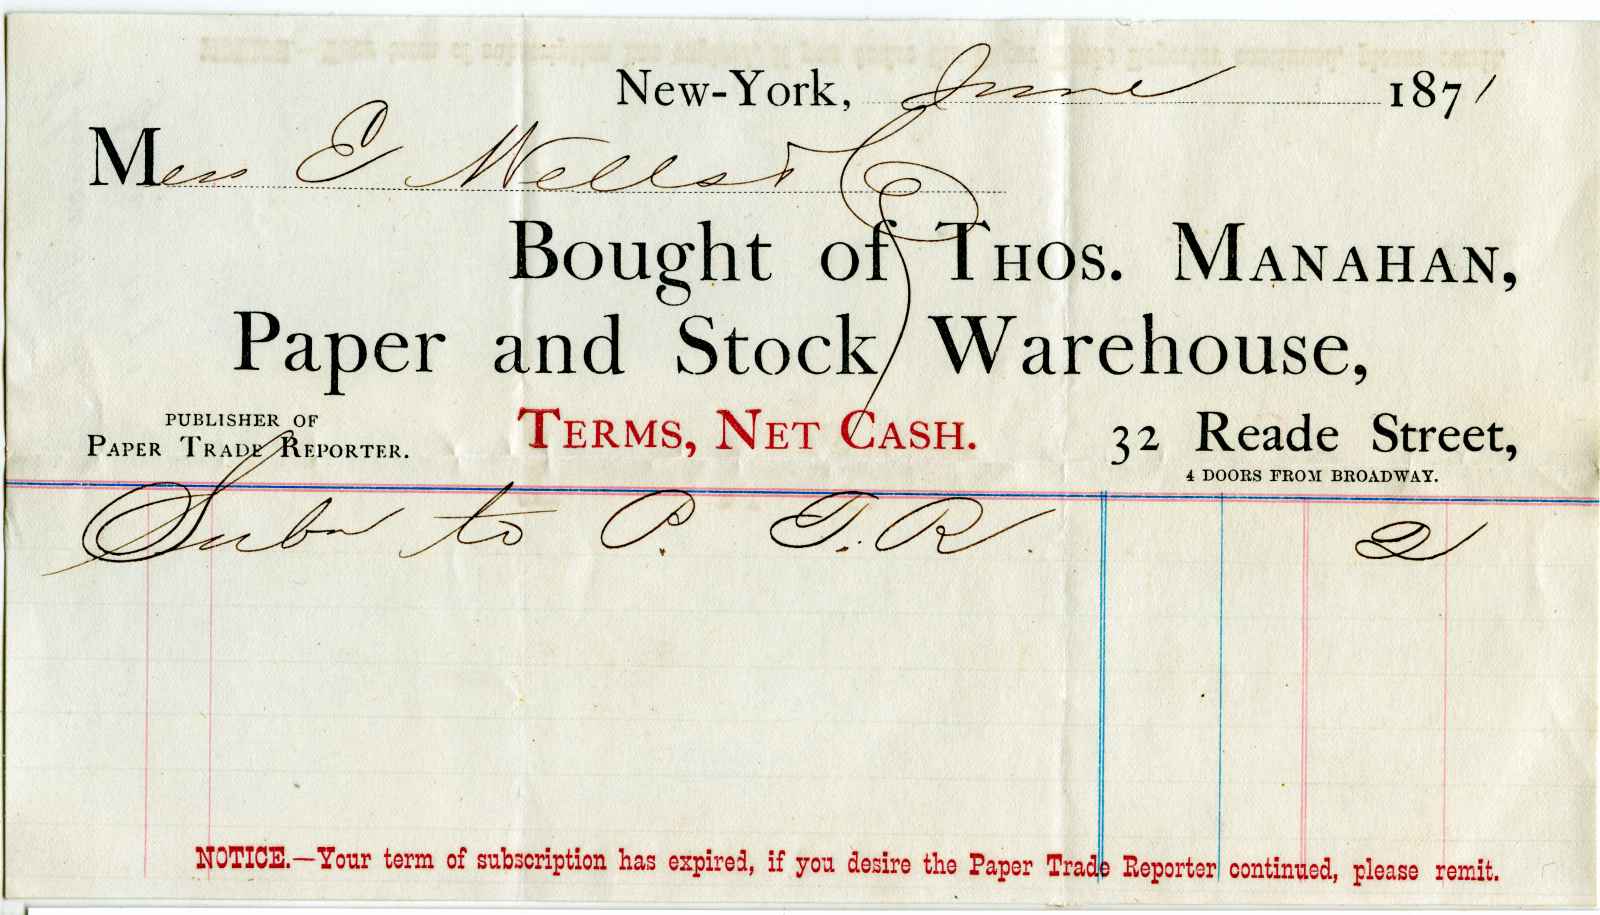 New-York, June 1871
Mess E Wells & Co
Bought of THOS. MANAHAN,
Paper and Stock Warehouse,
PUBLISHER OF
PAPER TRADE REPORTER.
TERMS, NET CASH.
32 Reade Street,
4 DOORS FROM BROADWAY.
Subn to P. T. R. 2
NOTICE.—Your term of subscription has expired, if you desire the Paper Trade Reporter continued, please remit.